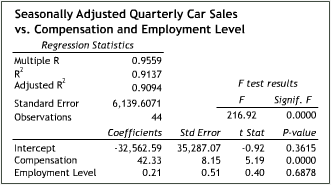 Seasonally Adjusted Quarterly Car Sales
vs. Compensation and Employment Level
Regression Statistics
Multiple R 0.9559
R² 0.9137
Adjusted R² 0.9094
F test results
Standard Error 6,139.6071 F Signif. F
Observations 44 216.92 0.0000
Coefficients Std Error t Stat P-value
Intercept -32,562.59 35,287.07 -0.92 0.3615
Compensation 42.33 8.15 5.19 0.0000
Employment Level 0.21 0.51 0.40 0.6878